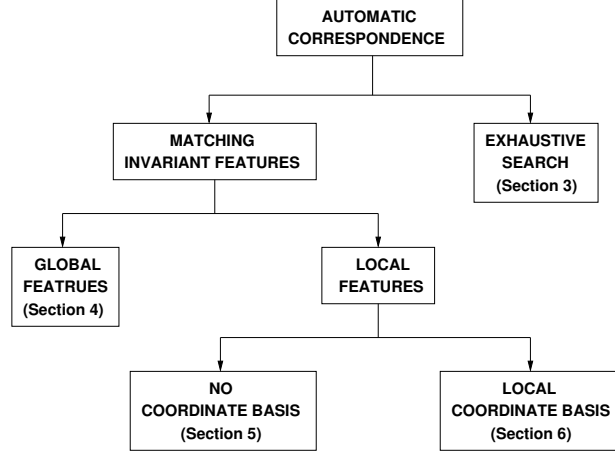 AUTOMATIC
CORRESPONDENCE
MATCHING
INVARIANT FEATURES
EXHAUSTIVE
SEARCH
(Section 3)
GLOBAL
FEATRUES
(Section 4)
LOCAL
FEATURES
NO
COORDINATE BASIS
(Section 5)
LOCAL
COORDINATE BASIS
(Section 6)